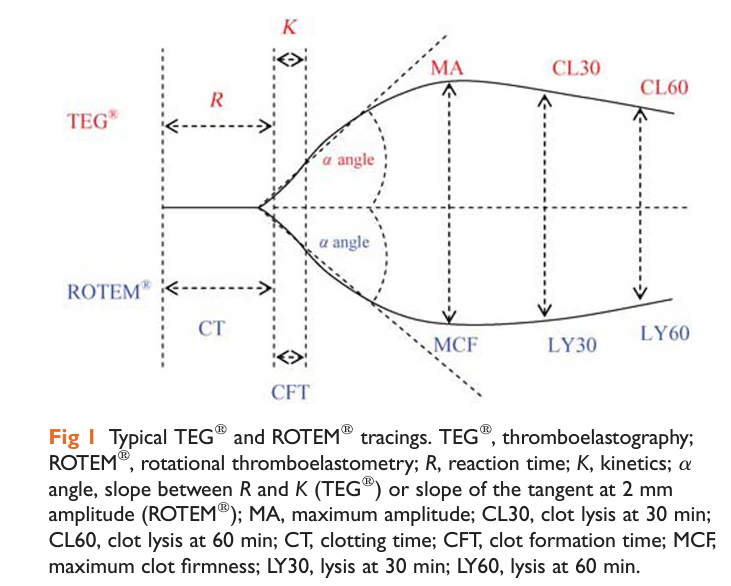 K
R
MA
CL30
CL60
TEG®
α angle
α angle
ROTEM®
CT
MCF
LY30
LY60
CFT
Fig 1 Typical TEG® and ROTEM® tracings. TEG®, thromboelastography;
ROTEM®, rotational thromboelastometry; R, reaction time; K, kinetics; α
angle, slope between R and K (TEG®) or slope of the tangent at 2 mm
amplitude (ROTEM®); MA, maximum amplitude; CL30, clot lysis at 30 min;
CL60, clot lysis at 60 min; CT, clotting time; CFT, clot formation time; MCF,
maximum clot firmness; LY30, lysis at 30 min; LY60, lysis at 60 min.